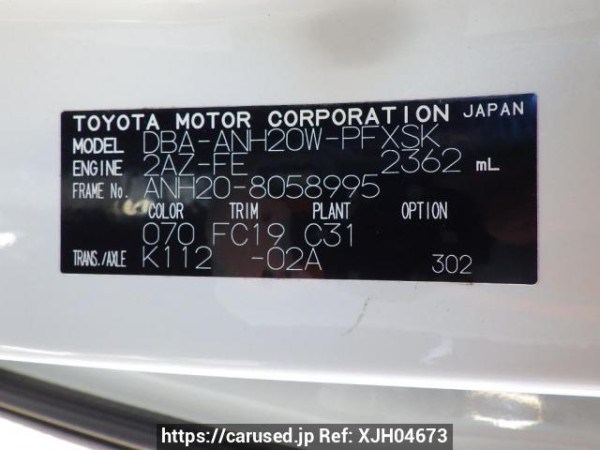 TOYOTA MOTOR CORPORATION JAPAN
MODEL DBA-ANH20W-PFXSK
ENGINE 2AZ-FE 2362 mL
FRAME No. ANH20-8058995
COLOR TRIM PLANT OPTION
070 FC19 C31
TRANS./AXLE K112 -02A 302
https://carused.jp Ref: XJH04673